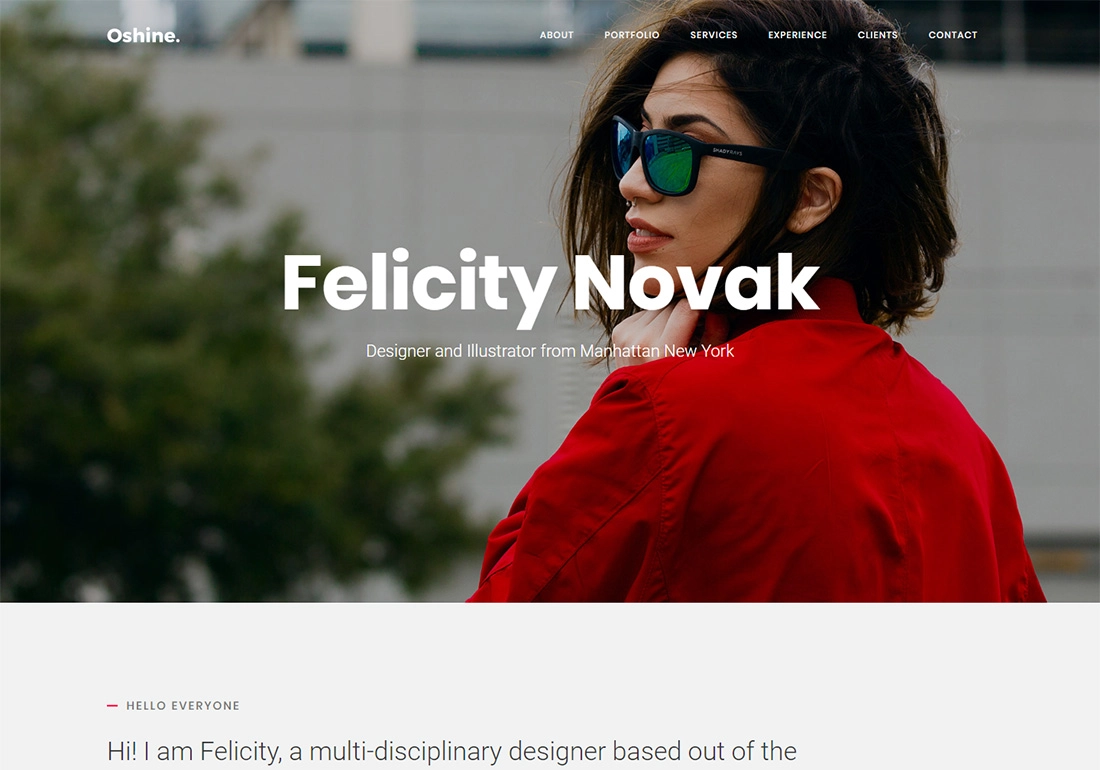 Oshine.
ABOUT PORTFOLIO SERVICES EXPERIENCE CLIENTS CONTACT
SHADYRAYS
Felicity Novak
Designer and Illustrator from Manhattan New York
HELLO EVERYONE
Hi! I am Felicity, a multi-disciplinary designer based out of the